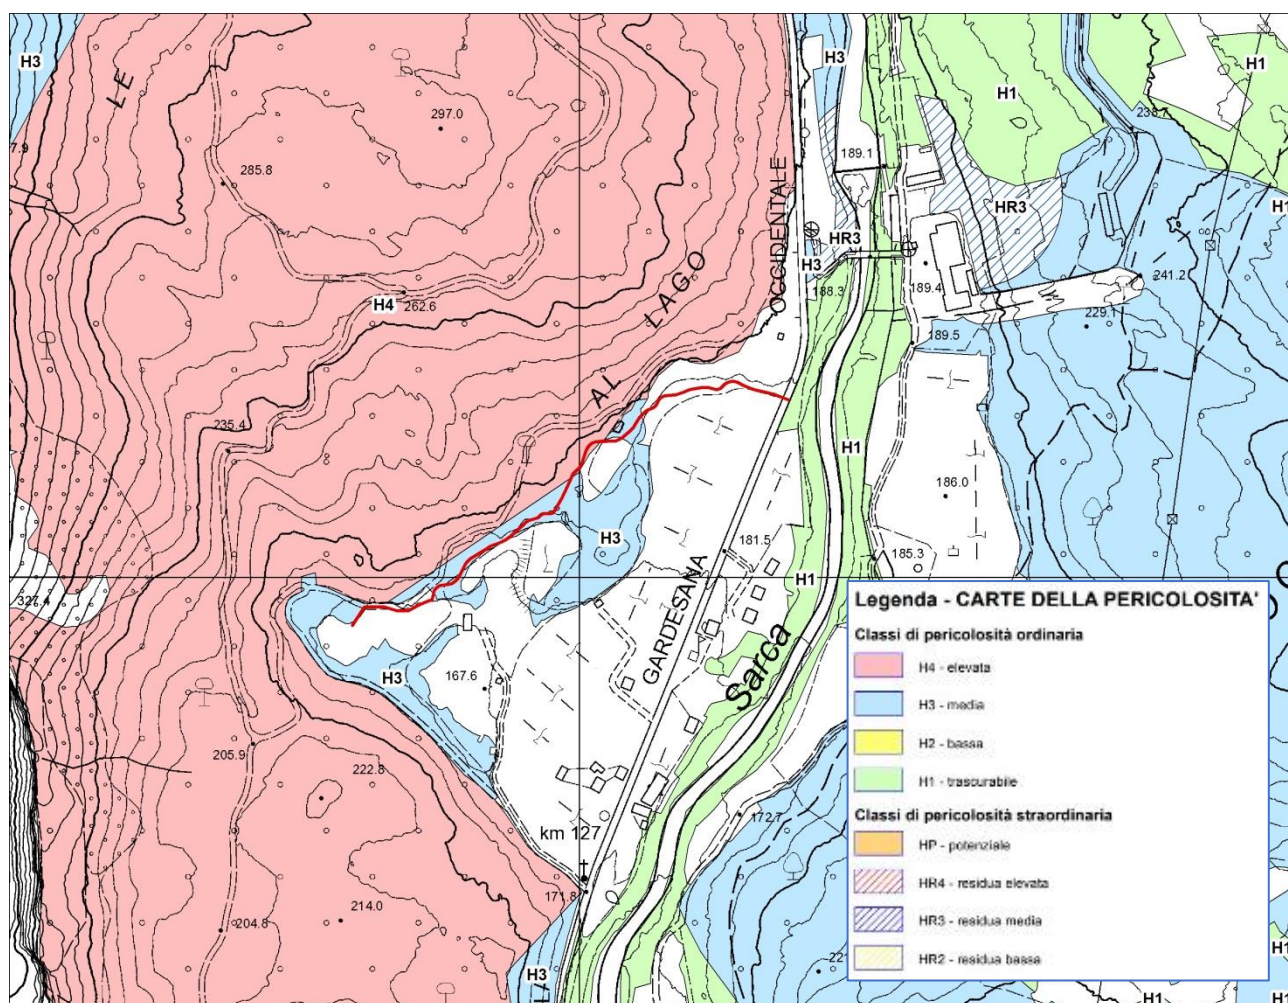 H3
H3
LE
H1
H1
297.0
189.1
285.8
HR3
H1
OCCIDENTALE
HR3
H3
LAGO
H4
262.6
188.3
189.4
241.2
229.1
189.5
AL
235.4
H1
186.0
H3
181.5
185.3
327.4
H1
GARDESANA
Sarca
H3
167.6
205.9
222.8
km 127
172.7
171.8
214.0
204.8
H3
H1
H1
Legenda - CARTE DELLA PERICOLOSITA'
Classi di pericolosità ordinaria
H4 - elevata
H3 - media
H2 - bassa
H1 - trascurabile
Classi di pericolosità straordinaria
HP - potenziale
HR4 - residua elevata
HR3 - residua media
HR2 - residua bassa